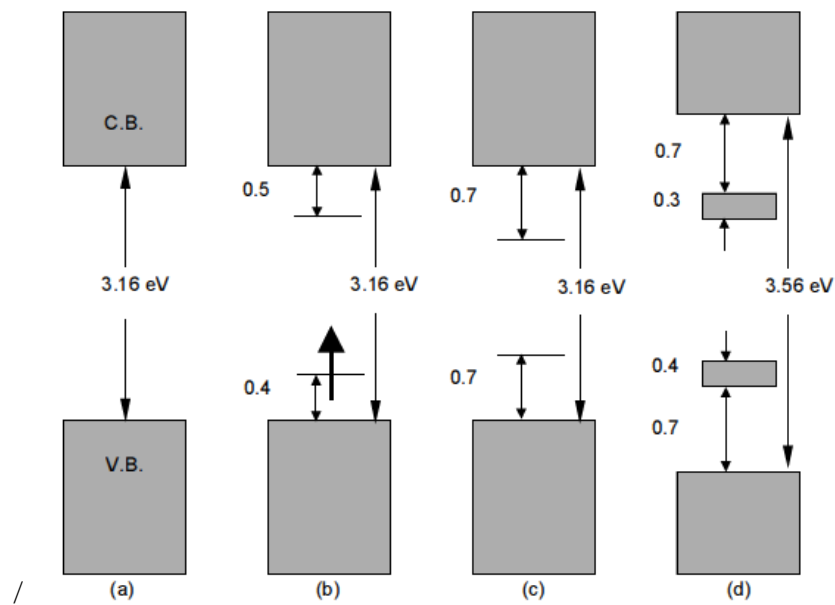 C.B.
0.5
0.7
0.7
0.3
3.16 eV
3.16 eV
3.16 eV
3.56 eV
0.4
0.7
0.4
0.7
V.B.
/
(a)
(b)
(c)
(d)